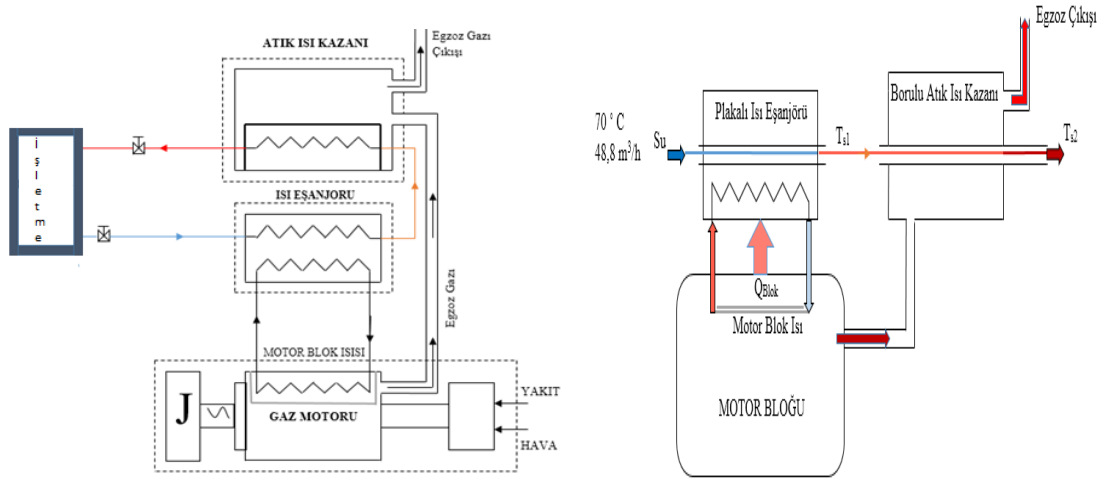 ATIK ISI KAZANI
Egzoz Gazı
Çıkışı
İşletme
ISI EŞANJORU
Egzoz Gazı
MOTOR BLOK ISISI
J
GAZ MOTORU
YAKIT
HAVA
Egzoz Çıkışı
Plakalı Isı Eşanjörü
Borulu Atık Isı Kazanı
70 ° C
48,8 m³/h
Su
Ts1
Ts2
QBlok
Motor Blok Isı
MOTOR BLOĞU